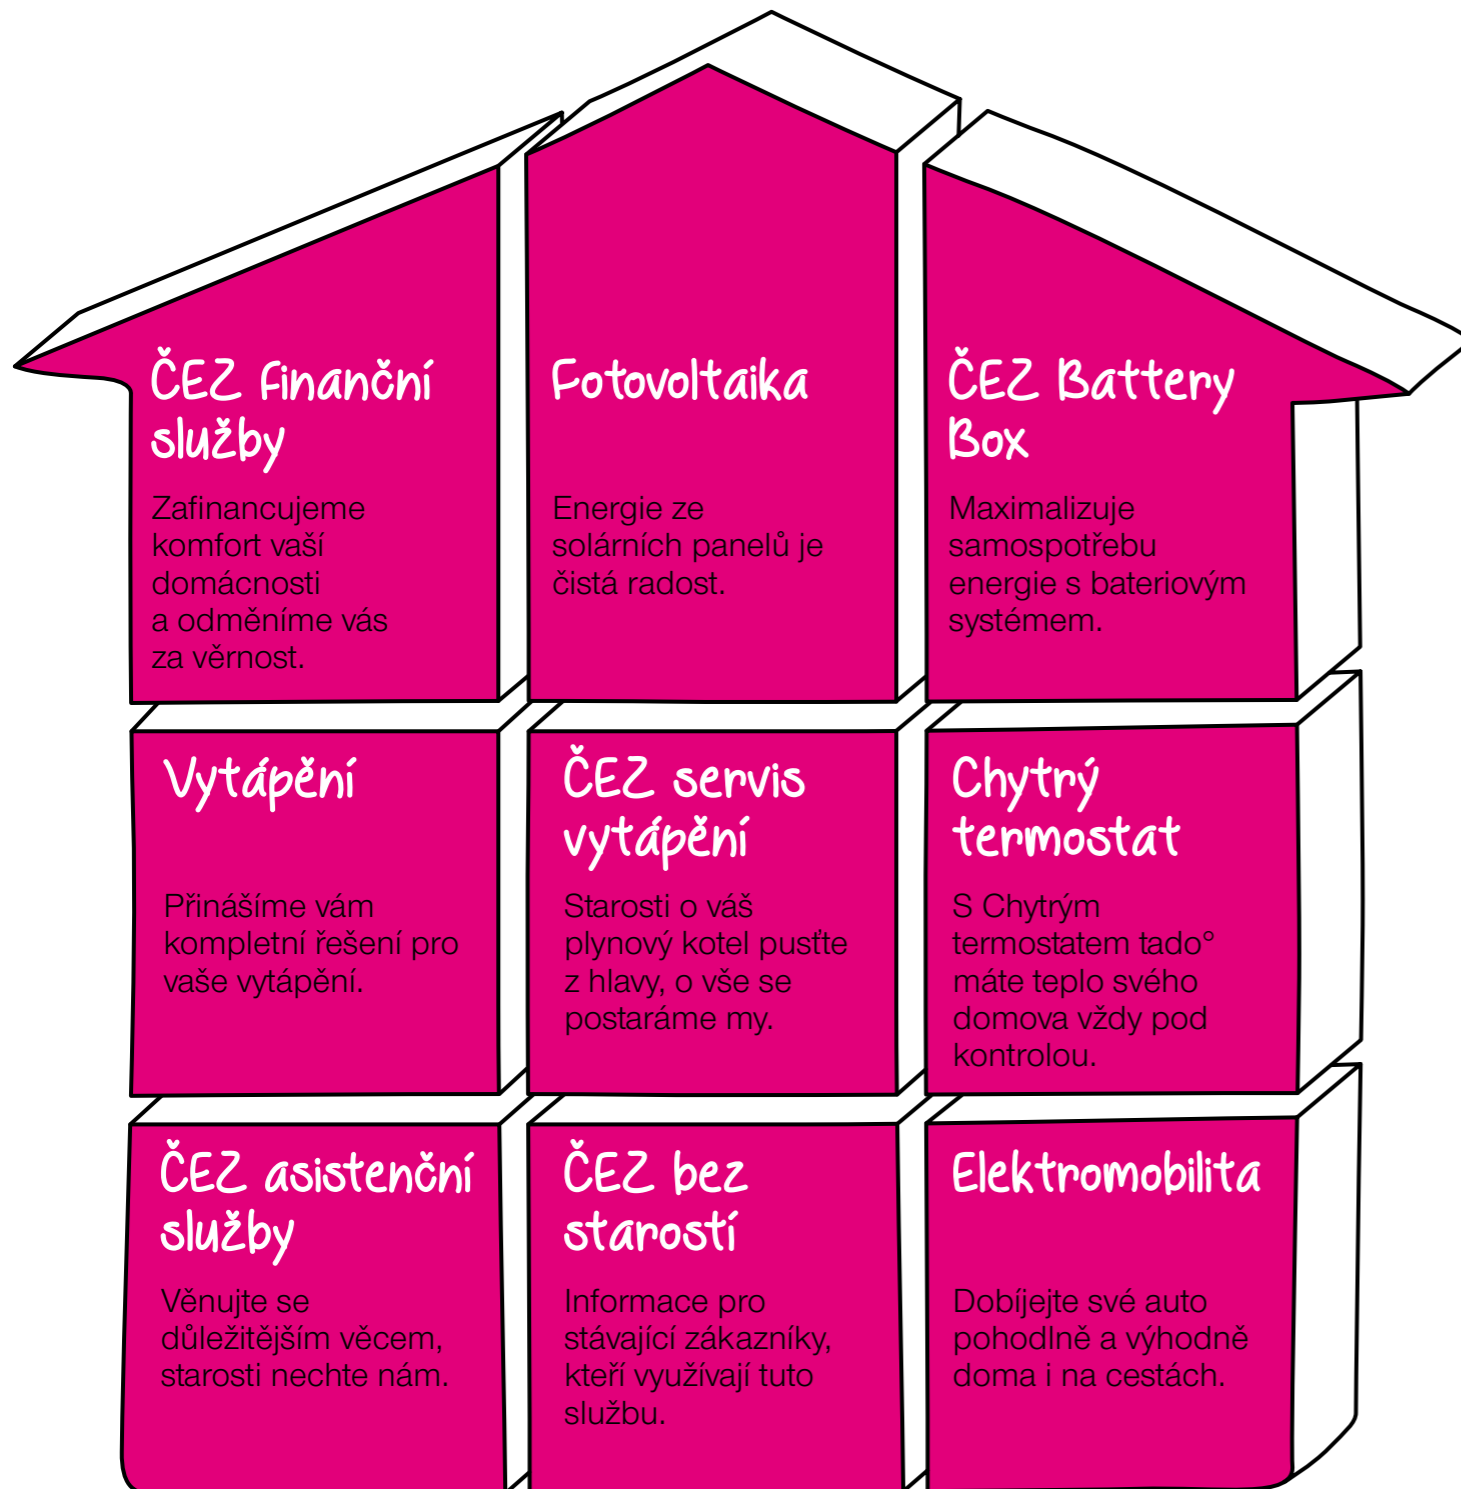 ČEZ finanční
služby
Zafinancujeme
komfort vaší
domácnosti
a odměníme vás
za věrnost.
Fotovoltaika
Energie ze
solárních panelů je
čistá radost.
ČEZ Battery
Box
Maximalizuje
samospotřebu
energie s bateriovým
systémem.
Vytápění
Přinášíme vám
kompletní řešení pro
vaše vytápění.
ČEZ servis
vytápění
Starosti o váš
plynový kotel pusťte
z hlavy, o vše se
postaráme my.
Chytrý
termostat
S Chytrým
termostatem tado°
máte teplo svého
domova vždy pod
kontrolou.
ČEZ asistenční
služby
Věnujte se
důležitějším věcem,
starosti nechte nám.
ČEZ bez
starostí
Informace pro
stávající zákazníky,
kteří využívají tuto
službu.
Elektromobilita
Dobíjejte své auto
pohodlně a výhodně
doma i na cestách.